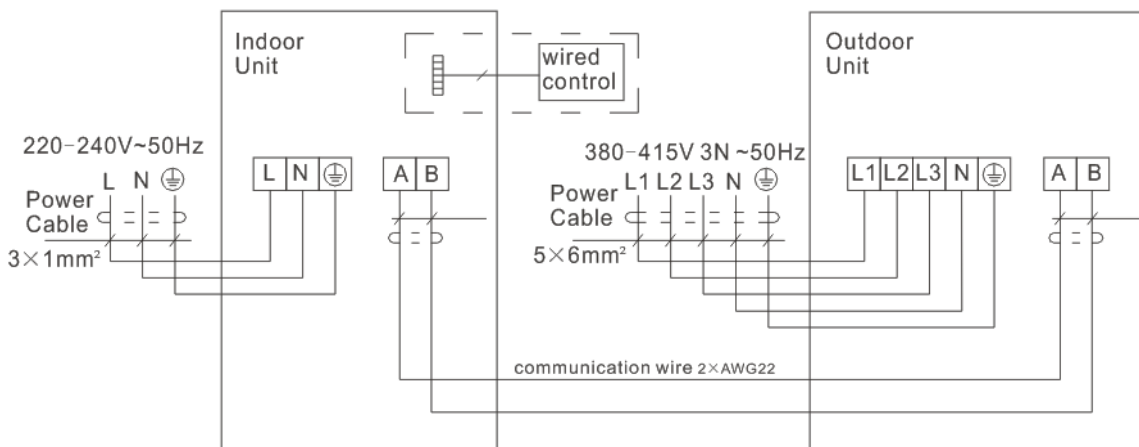 Indoor
Unit
wired
control
Outdoor
Unit
220-240V~50Hz
L N
Power
Cable
3×1mm²
L N
A B
380-415V 3N ~50Hz
L1 L2 L3 N
Power
Cable
5×6mm²
L1 L2 L3 N
A B
communication wire 2×AWG22